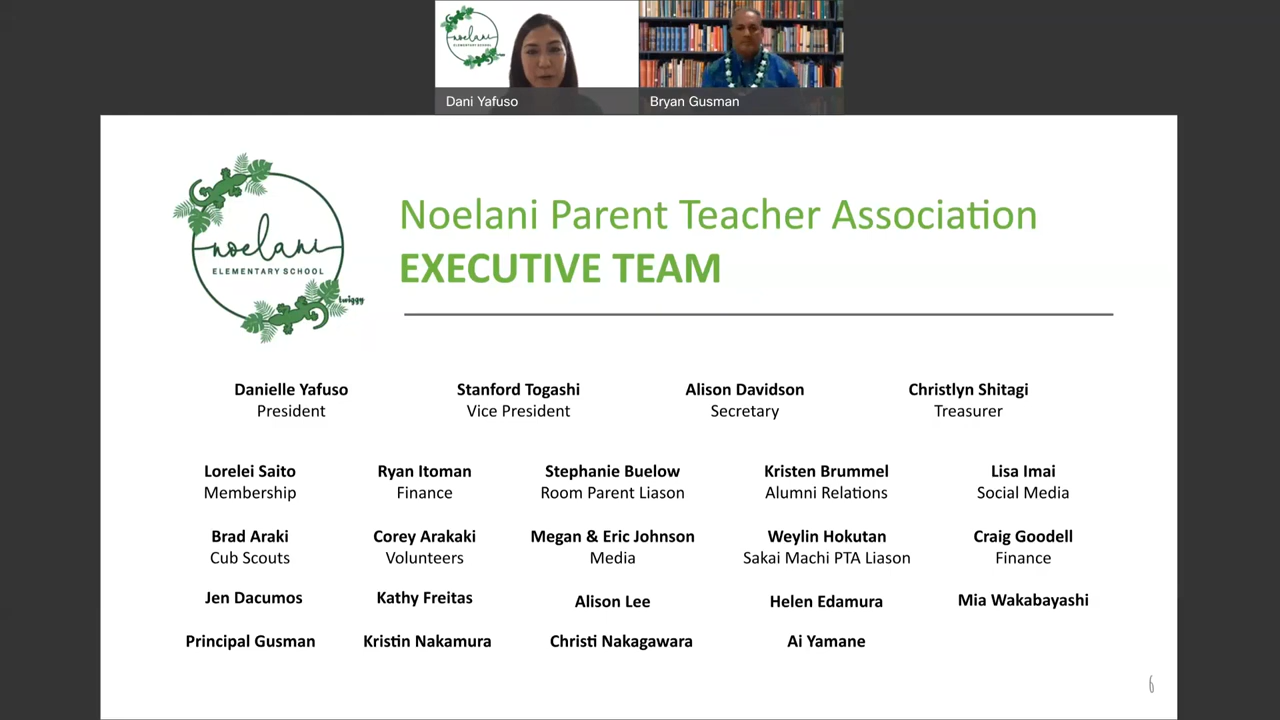 noelani
Dani Yafuso
Bryan Gusman
noelani
ELEMENTARY SCHOOL
twiggy
Noelani Parent Teacher Association
EXECUTIVE TEAM
Danielle Yafuso
President
Stanford Togashi
Vice President
Alison Davidson
Secretary
Christlyn Shitagi
Treasurer
Lorelei Saito
Membership
Ryan Itoman
Finance
Stephanie Buelow
Room Parent Liason
Kristen Brummel
Alumni Relations
Lisa Imai
Social Media
Brad Araki
Cub Scouts
Corey Arakaki
Volunteers
Megan & Eric Johnson
Media
Weylin Hokutan
Sakai Machi PTA Liason
Craig Goodell
Finance
Jen Dacumos
Kathy Freitas
Alison Lee
Helen Edamura
Mia Wakabayashi
Principal Gusman
Kristin Nakamura
Christi Nakagawara
Ai Yamane
6